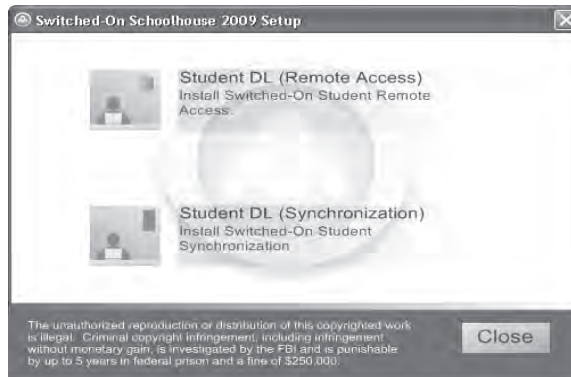 Switched-On Schoolhouse 2009 Setup
Student DL (Remote Access)
Install Switched-On Student Remote
Access.
Student DL (Synchronization)
Install Switched-On Student
Synchronization
The unauthorized reproduction or distribution of this copyrighted work
is illegal. Criminal copyright infringement, including infringement
without monetary gain, is investigated by the FBI and is punishable
by up to 5 years in federal prison and a fine of $250,000.
Close